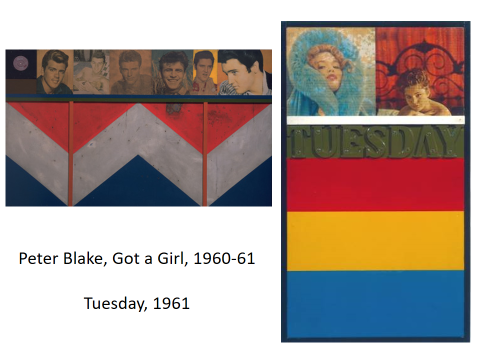 TUESDAY
Peter Blake, Got a Girl, 1960-61
Tuesday, 1961